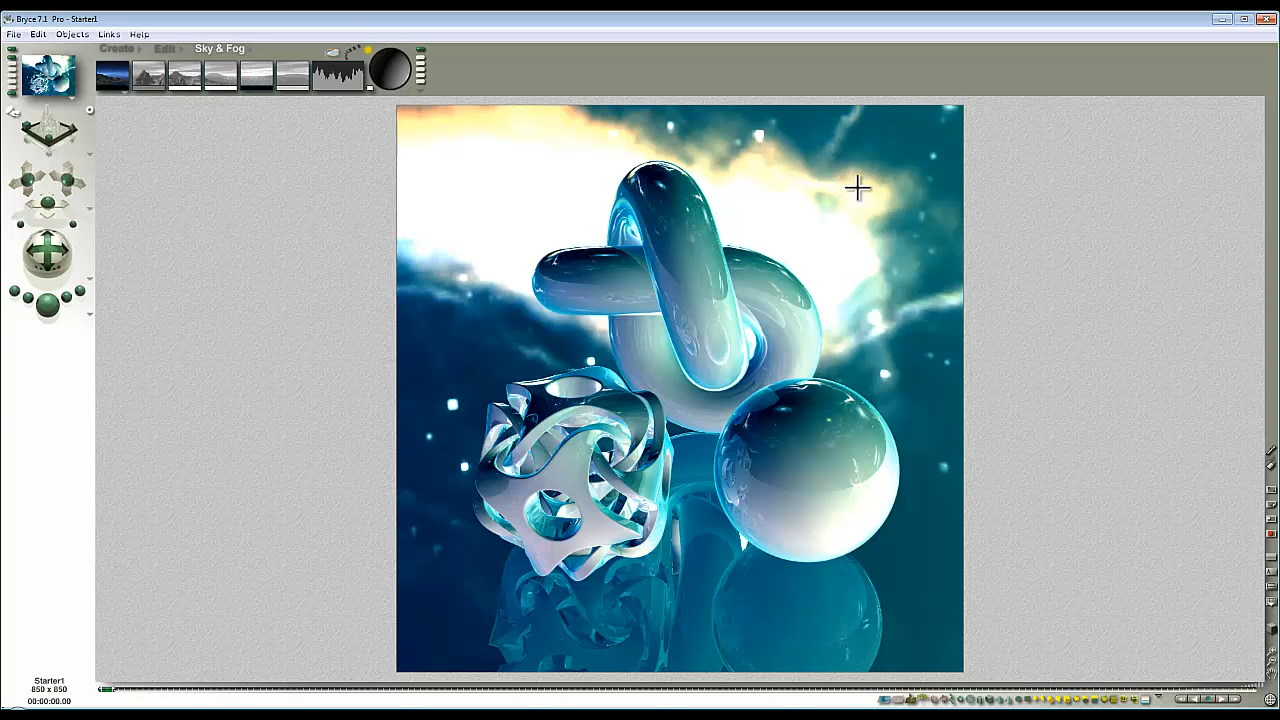 Bryce 7.1 Pro - Starter1
File Edit Objects Links Help
Create Edit Sky & Fog
Starter1
850 x 850
00:00:00.00